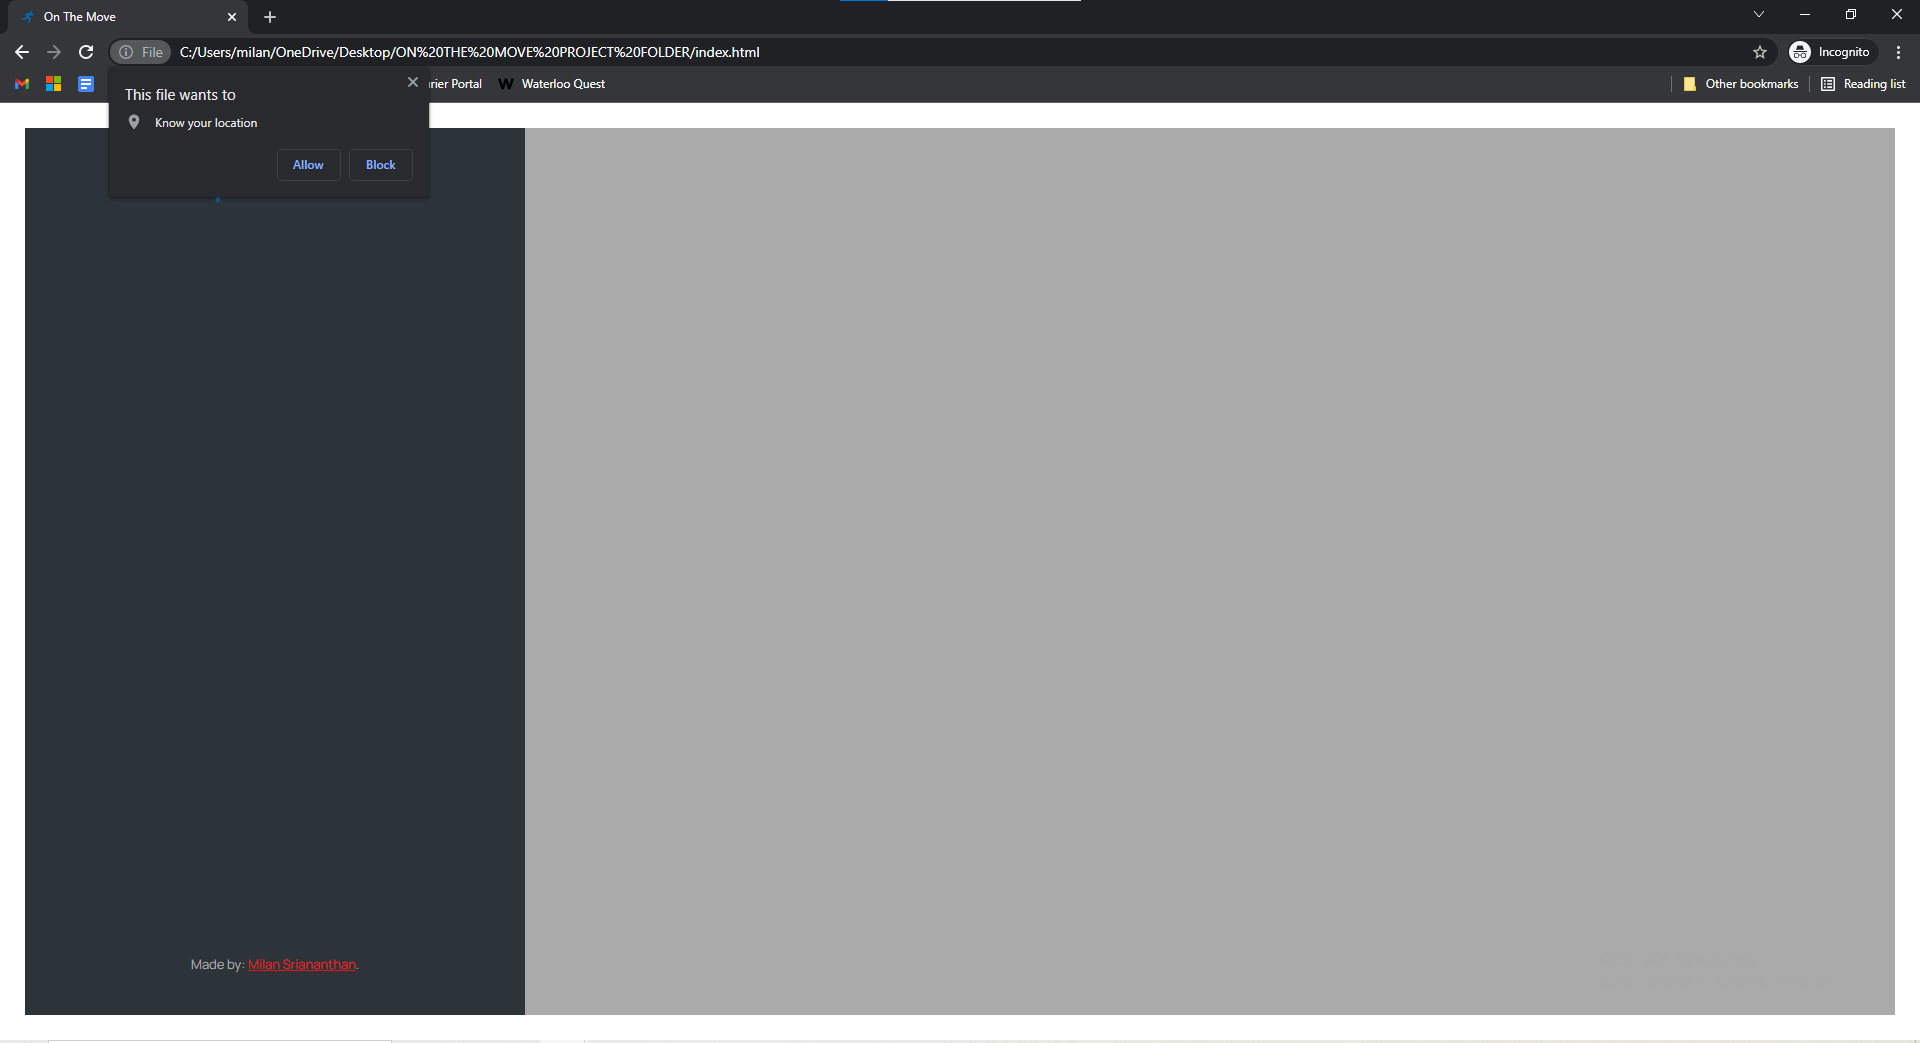 On The Move
File C:/Users/milan/OneDrive/Desktop/ON%20THE%20MOVE%20PROJECT%20FOLDER/index.html
Incognito
rier Portal W Waterloo Quest
Other bookmarks
Reading list
This file wants to
Know your location
Allow Block
Made by: Milan Sriananthan.